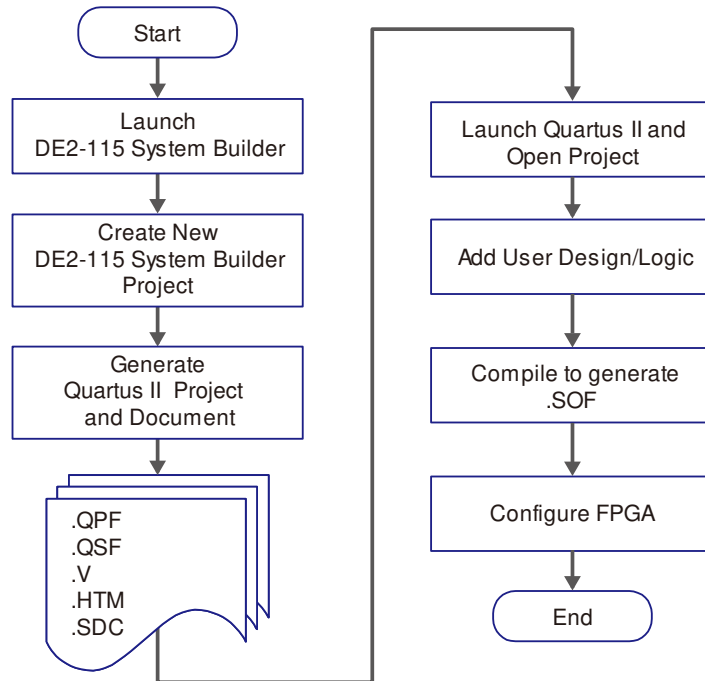 Start
Launch
DE2-115 System Builder
Create New
DE2-115 System Builder
Project
Generate
Quartus II Project
and Document
.QPF
.QSF
.V
.HTM
.SDC
Launch Quartus II and
Open Project
Add User Design/Logic
Compile to generate
.SOF
Configure FPGA
End